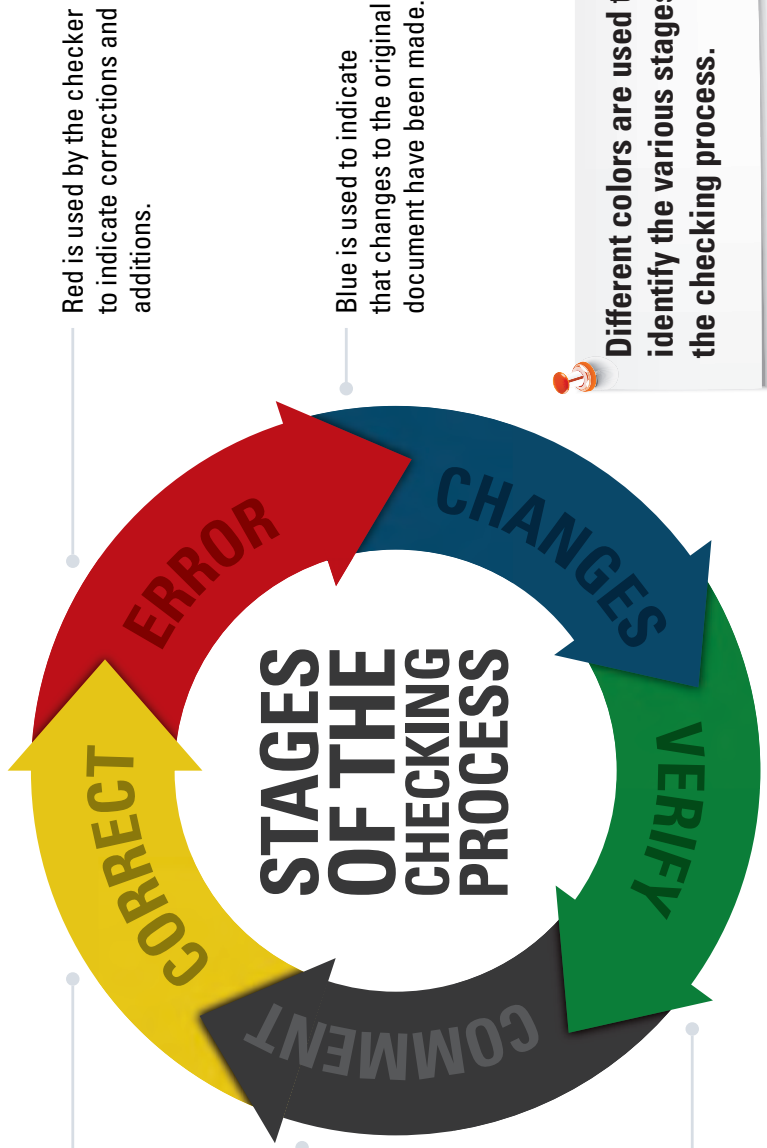 Red is used by the checker
to indicate corrections and
additions.
Blue is used to indicate
that changes to the original
document have been made.
Different colors are used
identify the various stages
the checking process.
CORRECT
ERROR
CHANGES
VERIFY
COMMENT
STAGES
OF THE
CHECKING
PROCESS